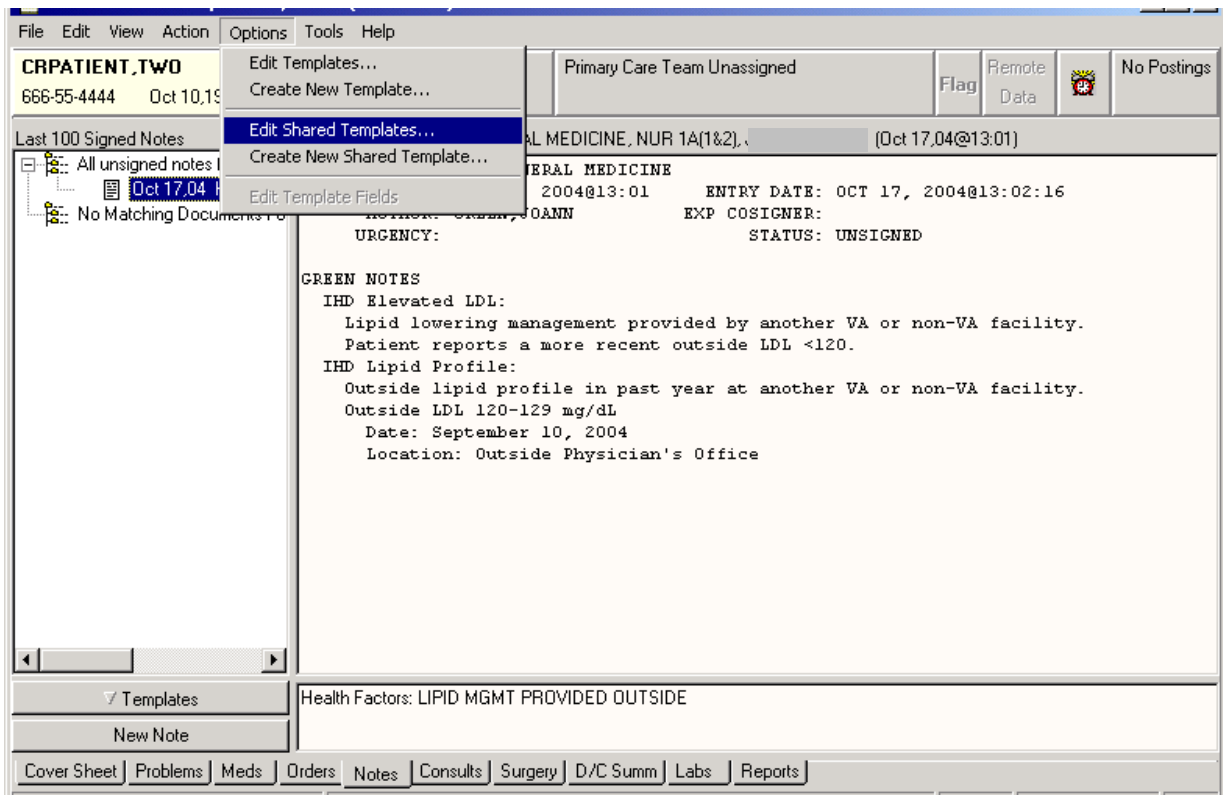 File Edit View Action Options Tools Help
Edit Templates...
Create New Template...
Edit Shared Templates...
Create New Shared Template...
Edit Template Fields
CRPATIENT,TWO
666-55-4444 Oct 10,19
Primary Care Team Unassigned
Flag
Remote Data
No Postings
Last 100 Signed Notes
MEDICINE, NUR 1A(1&2), (Oct 17,04@13:01)
All unsigned notes
Oct 17,04
No Matching Documents Fo
MEDICINE
2004@13:01 ENTRY DATE: OCT 17, 2004@13:02:16
EXP COSIGNER:
URGENCY: STATUS: UNSIGNED
GREEN NOTES
IHD Elevated LDL:
Lipid lowering management provided by another VA or non-VA facility.
Patient reports a more recent outside LDL <120.
IHD Lipid Profile:
Outside lipid profile in past year at another VA or non-VA facility.
Outside LDL 120-129 mg/dL
Date: September 10, 2004
Location: Outside Physician's Office
Templates
New Note
Health Factors: LIPID MGMT PROVIDED OUTSIDE
Cover Sheet Problems Meds Orders Notes Consults Surgery D/C Summ Labs Reports